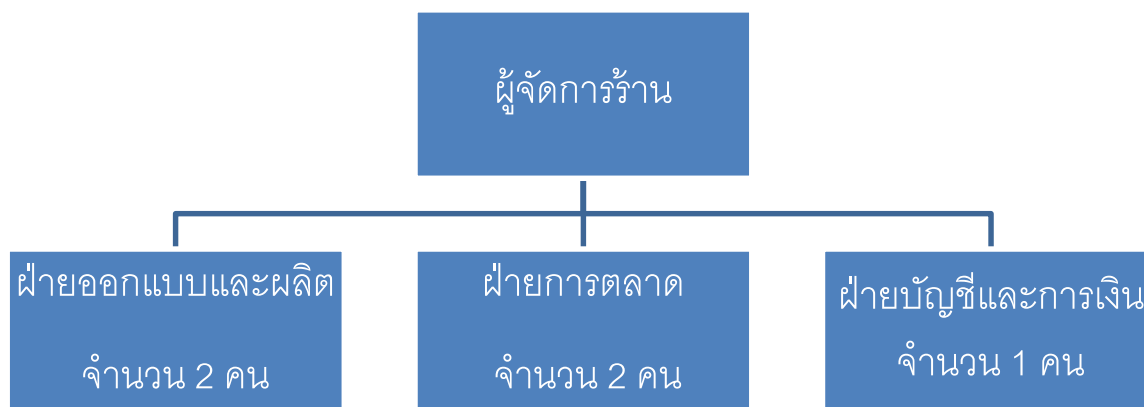 ผู้จัดการร้าน
ฝ่ายออกแบบและผลิต
จำนวน 2 คน
ฝ่ายการตลาด
จำนวน 2 คน
ฝ่ายบัญชีและการเงิน
จำนวน 1 คน